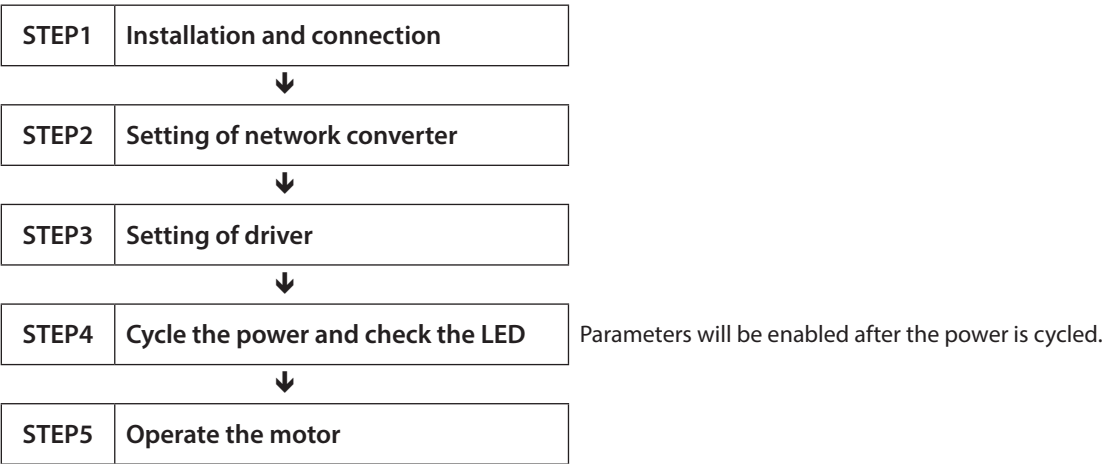 STEP1 Installation and connection
STEP2 Setting of network converter
STEP3 Setting of driver
STEP4 Cycle the power and check the LED Parameters will be enabled after the power is cycled.
STEP5 Operate the motor